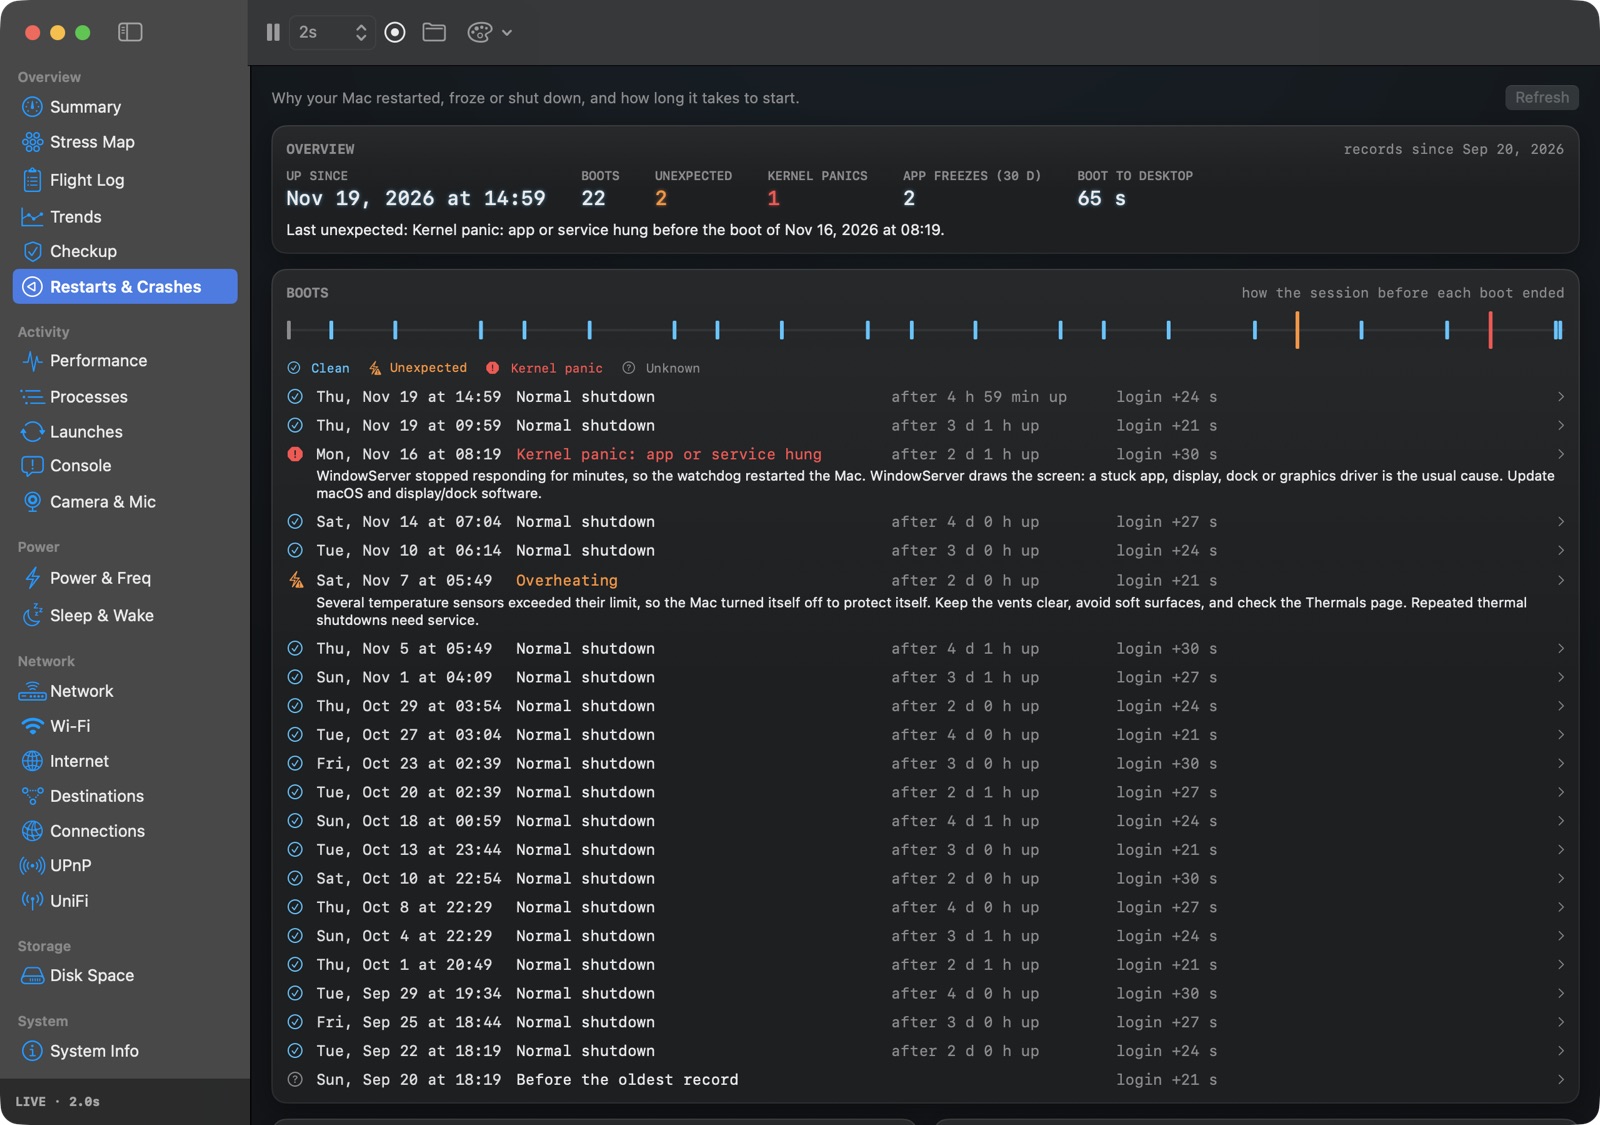 2s
Overview
Summary
Stress Map
Flight Log
Trends
Checkup
Restarts & Crashes
Activity
Performance
Processes
Launches
Console
Camera & Mic
Power
Power & Freq
Sleep & Wake
Network
Network
Wi-Fi
Internet
Destinations
Connections
UPnP
UniFi
Storage
Disk Space
System
System Info
LIVE · 2.0s
Why your Mac restarted, froze or shut down, and how long it takes to start.
Refresh
OVERVIEW
records since Sep 20, 2026
UP SINCE BOOTS UNEXPECTED KERNEL PANICS APP FREEZES (30 D) BOOT TO DESKTOP
Nov 19, 2026 at 14:59 22 2 1 2 65 s
Last unexpected: Kernel panic: app or service hung before the boot of Nov 16, 2026 at 08:19.
BOOTS
how the session before each boot ended
Clean Unexpected Kernel panic Unknown
Thu, Nov 19 at 14:59 Normal shutdown after 4 h 59 min up login +24 s
Thu, Nov 19 at 09:59 Normal shutdown after 3 d 1 h up login +21 s
Mon, Nov 16 at 08:19 Kernel panic: app or service hung after 2 d 1 h up login +30 s
WindowServer stopped responding for minutes, so the watchdog restarted the Mac. WindowServer draws the screen: a stuck app, display, dock or graphics driver is the usual cause. Update
macOS and display/dock software.
Sat, Nov 14 at 07:04 Normal shutdown after 4 d 0 h up login +27 s
Tue, Nov 10 at 06:14 Normal shutdown after 3 d 0 h up login +24 s
Sat, Nov 7 at 05:49 Overheating after 2 d 0 h up login +21 s
Several temperature sensors exceeded their limit, so the Mac turned itself off to protect itself. Keep the vents clear, avoid soft surfaces, and check the Thermals page. Repeated thermal
shutdowns need service.
Thu, Nov 5 at 05:49 Normal shutdown after 4 d 1 h up login +30 s
Sun, Nov 1 at 04:09 Normal shutdown after 3 d 1 h up login +27 s
Thu, Oct 29 at 03:54 Normal shutdown after 2 d 0 h up login +24 s
Tue, Oct 27 at 03:04 Normal shutdown after 4 d 0 h up login +21 s
Fri, Oct 23 at 02:39 Normal shutdown after 3 d 0 h up login +30 s
Tue, Oct 20 at 02:39 Normal shutdown after 2 d 1 h up login +27 s
Sun, Oct 18 at 00:59 Normal shutdown after 4 d 1 h up login +24 s
Tue, Oct 13 at 23:44 Normal shutdown after 3 d 0 h up login +21 s
Sat, Oct 10 at 22:54 Normal shutdown after 2 d 0 h up login +30 s
Thu, Oct 8 at 22:29 Normal shutdown after 4 d 0 h up login +27 s
Sun, Oct 4 at 22:29 Normal shutdown after 3 d 1 h up login +24 s
Thu, Oct 1 at 20:49 Normal shutdown after 2 d 1 h up login +21 s
Tue, Sep 29 at 19:34 Normal shutdown after 4 d 0 h up login +30 s
Fri, Sep 25 at 18:44 Normal shutdown after 3 d 0 h up login +27 s
Tue, Sep 22 at 18:19 Normal shutdown after 2 d 0 h up login +24 s
Sun, Sep 20 at 18:19 Before the oldest record login +21 s